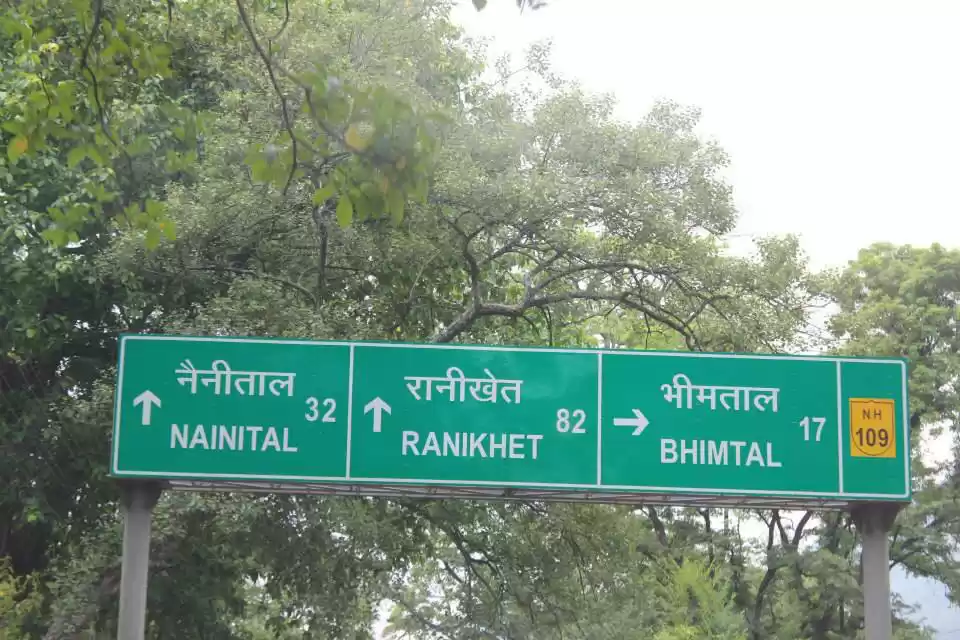 नैनीताल
32
NAINITAL
रानीखेत
82
RANIKHET
भीमताल
17
BHIMTAL
NH
109